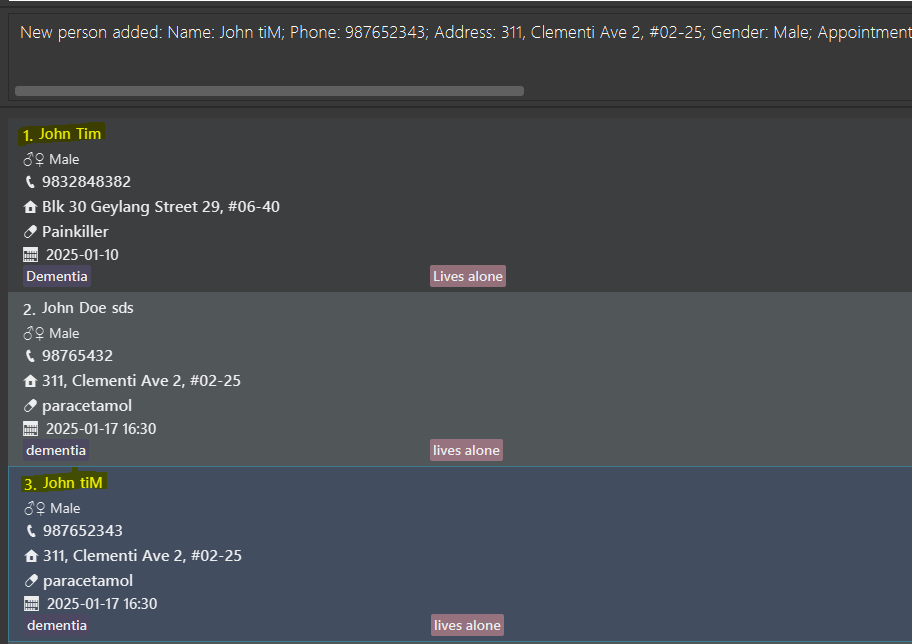 New person added: Name: John tiM; Phone: 987652343; Address: 311, Clementi Ave 2, #02-25; Gender: Male; Appointment
1. John Tim
Male
9832848382
Blk 30 Geylang Street 29, #06-40
Painkiller
2025-01-10
Dementia Lives alone
2. John Doe sds
Male
98765432
311, Clementi Ave 2, #02-25
paracetamol
2025-01-17 16:30
dementia lives alone
3. John tiM
Male
987652343
311, Clementi Ave 2, #02-25
paracetamol
2025-01-17 16:30
dementia lives alone